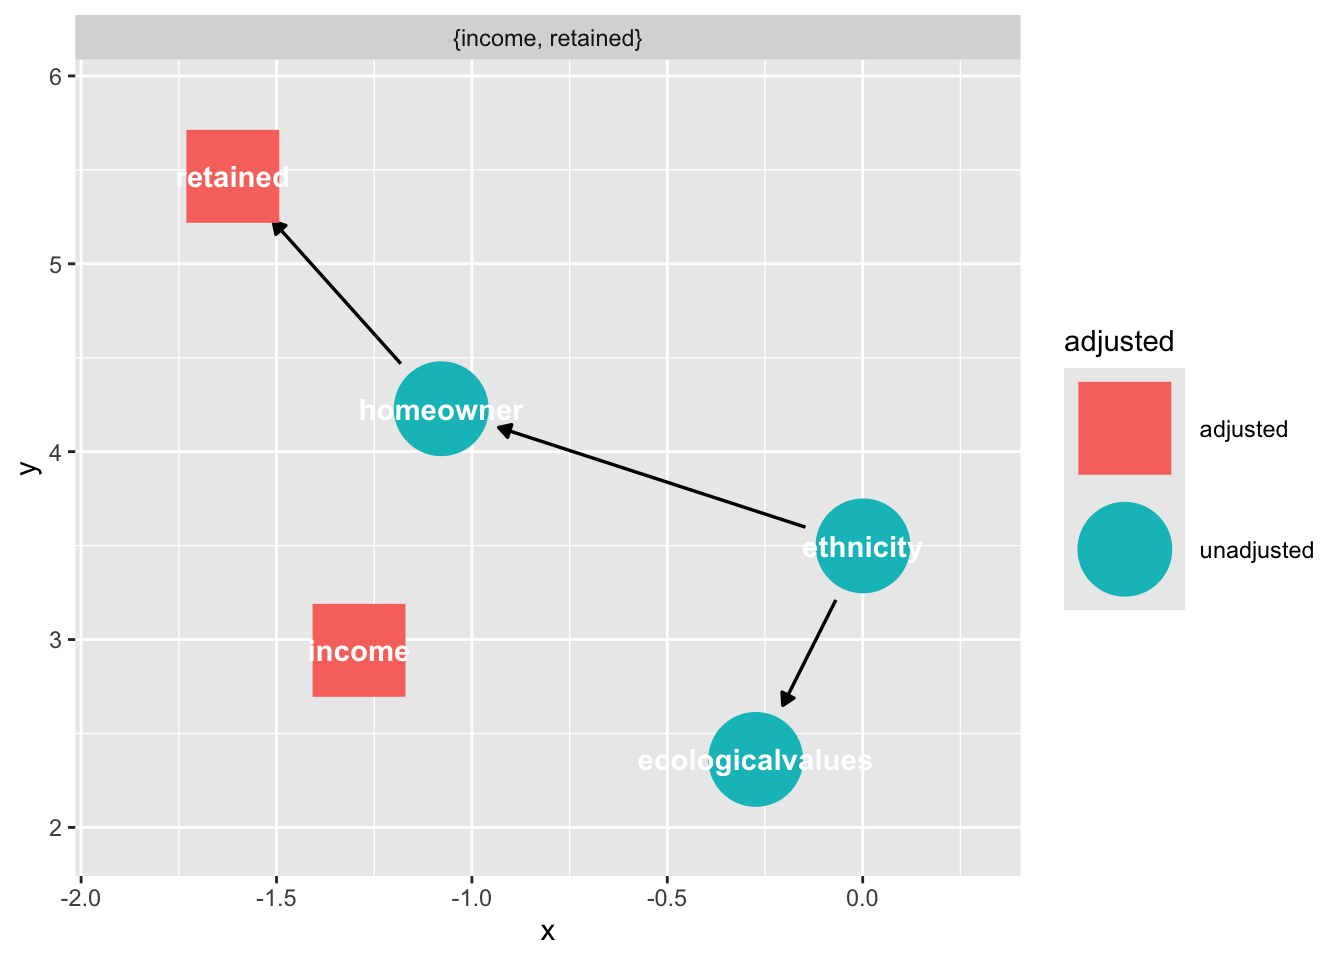 {income, retained}
6
5
4
3
2
y
retained
homeowner
ethnicity
income
ecologicalvalues
-2.0
-1.5
-1.0
-0.5
0.0
x
adjusted
adjusted
unadjusted